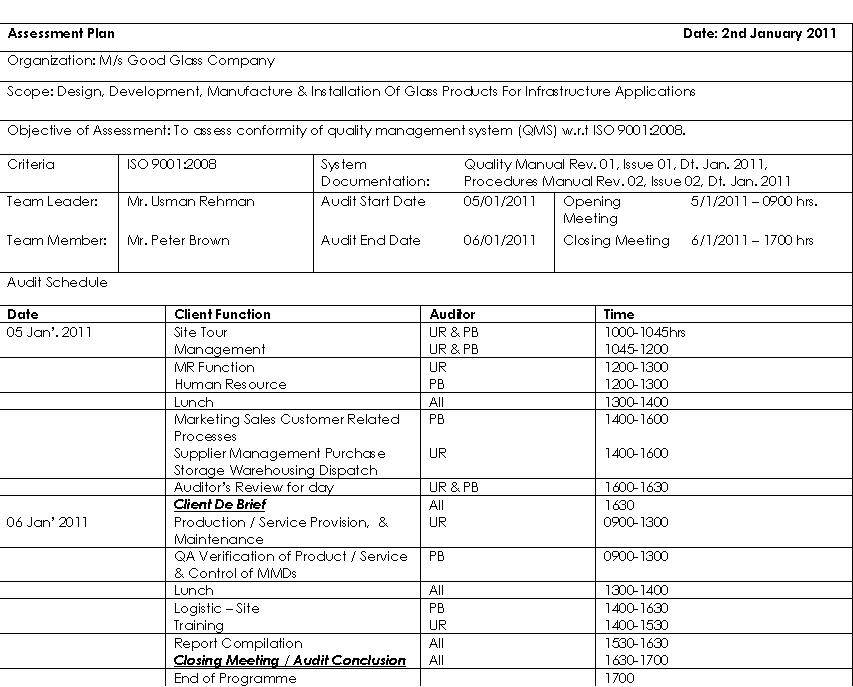 Assessment Plan Date: 2nd January 2011
Organization: M/s Good Glass Company
Scope: Design, Development, Manufacture & Installation Of Glass Products For Infrastructure Applications
Objective of Assessment: To assess conformity of quality management system (QMS) w.r.t ISO 9001:2008.
Criteria ISO 9001:2008 System Quality Manual Rev. 01, Issue 01, Dt. Jan. 2011,
Documentation: Procedures Manual Rev. 02, Issue 02, Dt. Jan. 2011
Team Leader: Mr. Usman Rehman Audit Start Date 05/01/2011 Opening 5/1/2011 – 0900 hrs.
Meeting
Team Member: Mr. Peter Brown Audit End Date 06/01/2011 Closing Meeting 6/1/2011 – 1700 hrs
Audit Schedule
Date Client Function Auditor Time
05 Jan’. 2011 Site Tour UR & PB 1000-1045hrs
Management UR & PB 1045-1200
MR Function UR 1200-1300
Human Resource PB 1200-1300
Lunch All 1300-1400
Marketing Sales Customer Related PB 1400-1600
Processes
Supplier Management Purchase UR 1400-1600
Storage Warehousing Dispatch
Auditor’s Review for day UR & PB 1600-1630
Client De Brief All 1630
06 Jan’ 2011 Production / Service Provision, & UR 0900-1300
Maintenance
QA Verification of Product / Service PB 0900-1300
& Control of MMDs
Lunch All 1300-1400
Logistic – Site PB 1400-1630
Training UR 1400-1530
Report Compilation All 1530-1630
Closing Meeting / Audit Conclusion All 1630-1700
End of Programme 1700